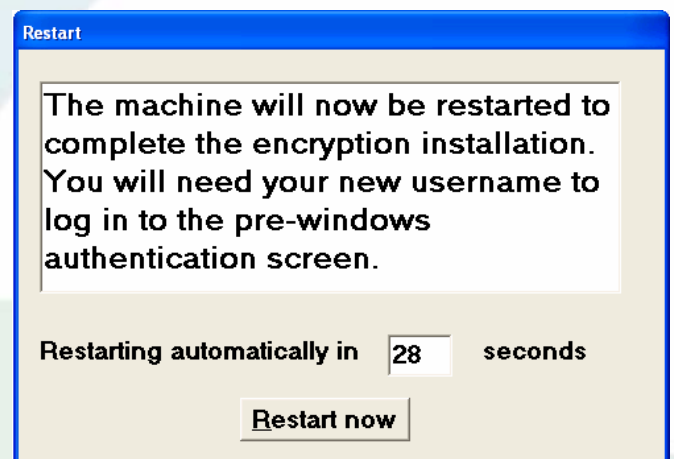 Restart
The machine will now be restarted to
complete the encryption installation.
You will need your new username to
log in to the pre-windows
authentication screen.
Restarting automatically in 28 seconds
Restart now